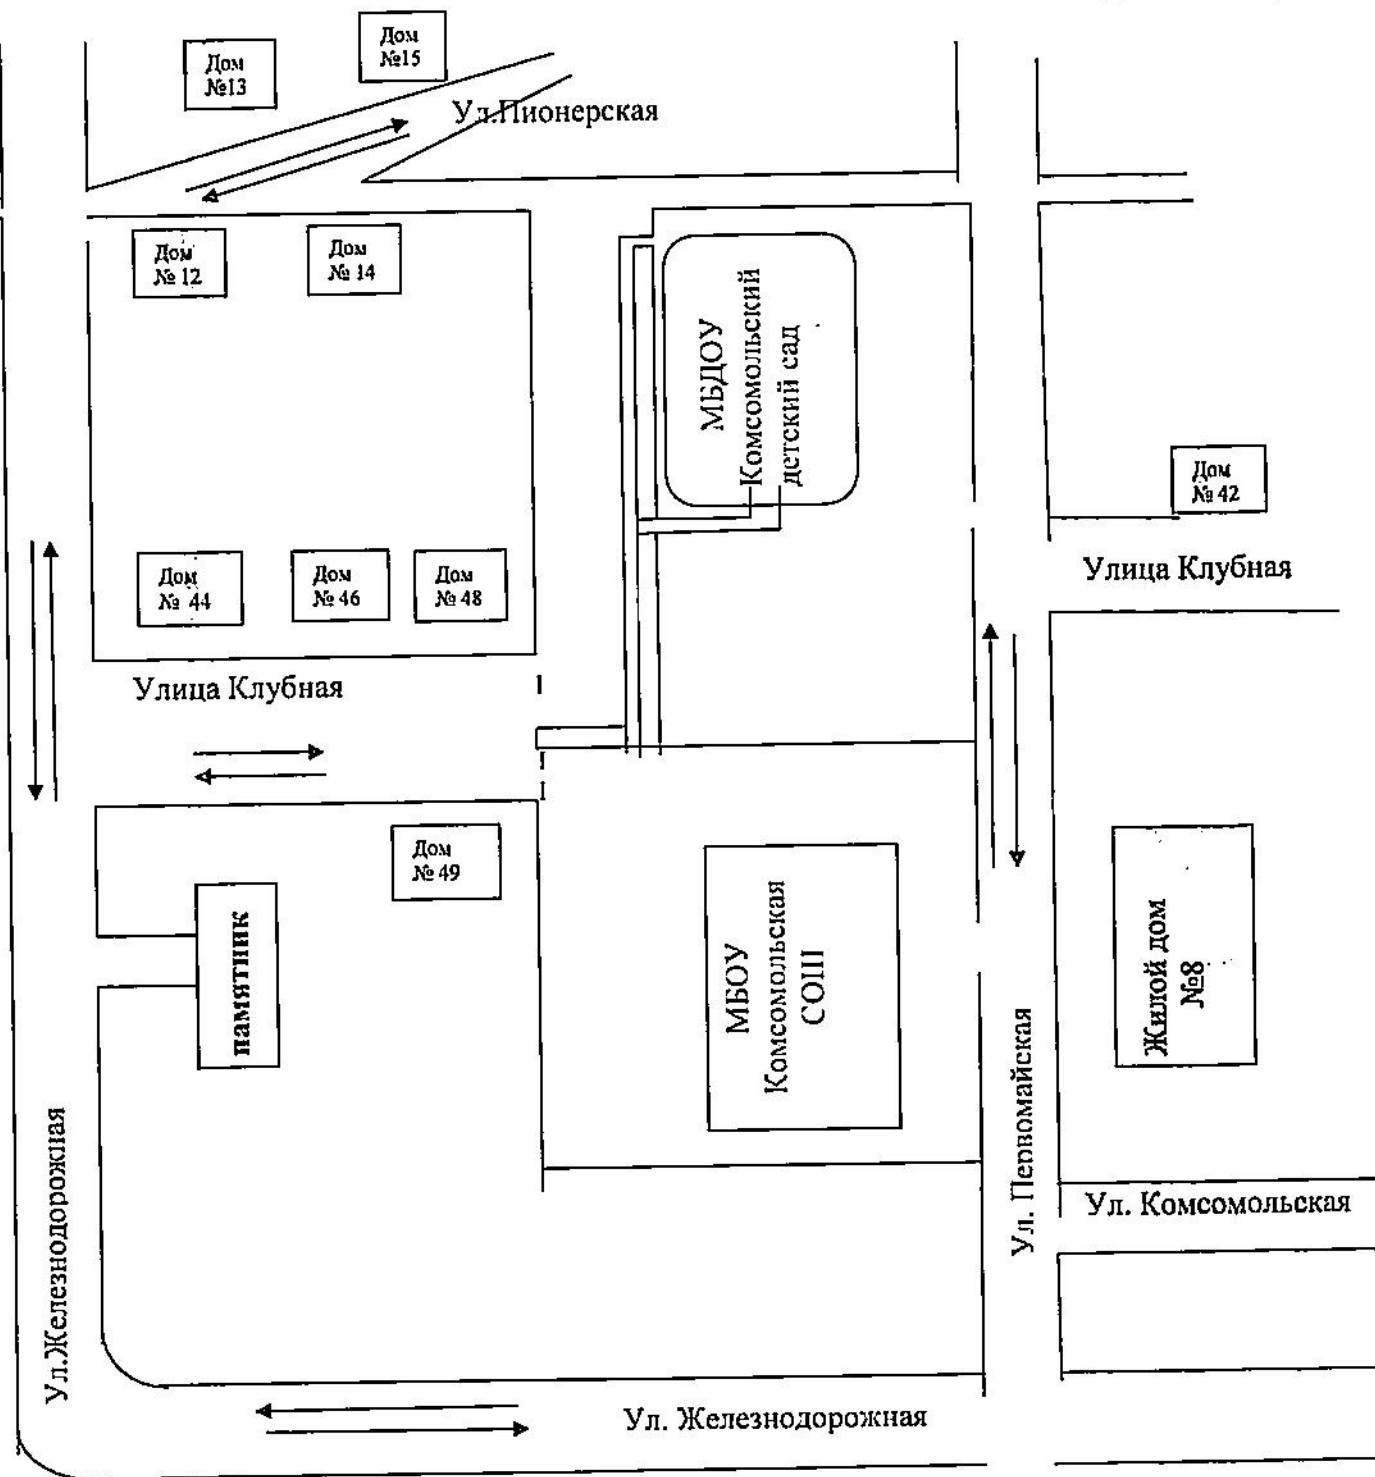 Дом
№13
Дом
№15
Ул.Пионерская
Дом
№ 12
Дом
№ 14
МБДОУ
Комсомольский
детский сад
Дом
№ 42
Улица Клубная
Дом
№ 44
Дом
№ 46
Дом
№ 48
Улица Клубная
Дом
№ 49
памятник
МБОУ
Комсомольская
СОШ
Жилой дом
№8
Ул.Железнодорожная
Ул. Первомайская
Ул. Комсомольская
Ул. Железнодорожная